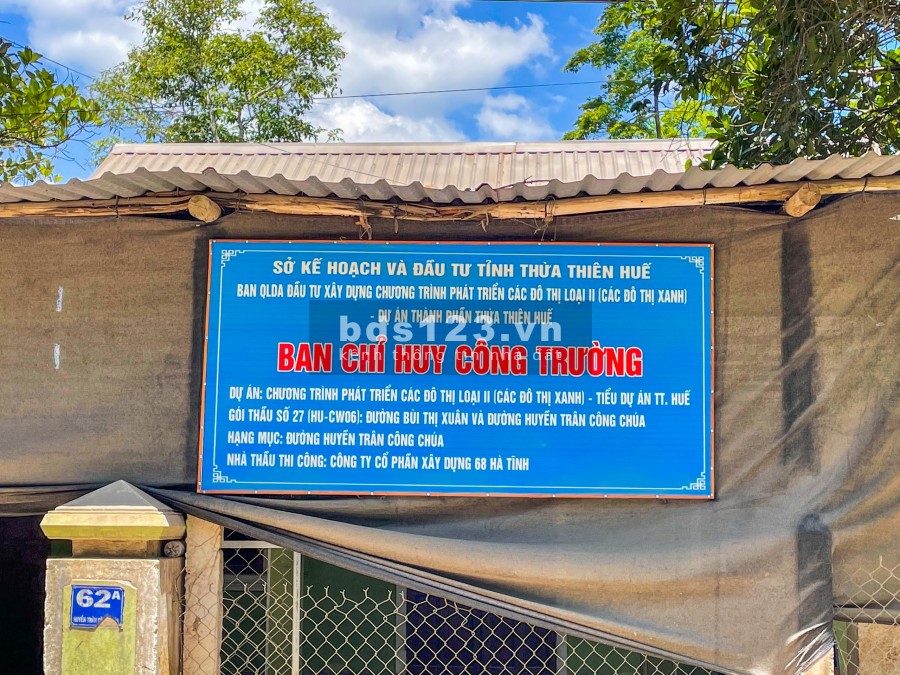 SỞ KẾ HOẠCH VÀ ĐẦU TƯ TỈNH THỪA THIÊN HUẾ
BAN QLDA ĐẦU TƯ XÂY DỰNG CHƯƠNG TRÌNH PHÁT TRIỂN CÁC ĐÔ THỊ LOẠI II (CÁC ĐÔ THỊ XANH)
- DỰ ÁN THÀNH PHẦN THỪA THIÊN HUẾ
bds123.vn
BAN CHỈ HUY CÔNG TRƯỜNG
DỰ ÁN: CHƯƠNG TRÌNH PHÁT TRIỂN CÁC ĐÔ THỊ LOẠI II (CÁC ĐÔ THỊ XANH) - TIỂU DỰ ÁN TT. HUẾ
GÓI THẦU SỐ 27 (HU-CW06): ĐƯỜNG BÙI THỊ XUÂN VÀ ĐƯỜNG HUYỀN TRÂN CÔNG CHÚA
HẠNG MỤC: ĐƯỜNG HUYỀN TRÂN CÔNG CHÚA
NHÀ THẦU THI CÔNG: CÔNG TY CỔ PHẦN XÂY DỰNG 68 HÀ TĨNH
62A
HUYỀN TRÂN